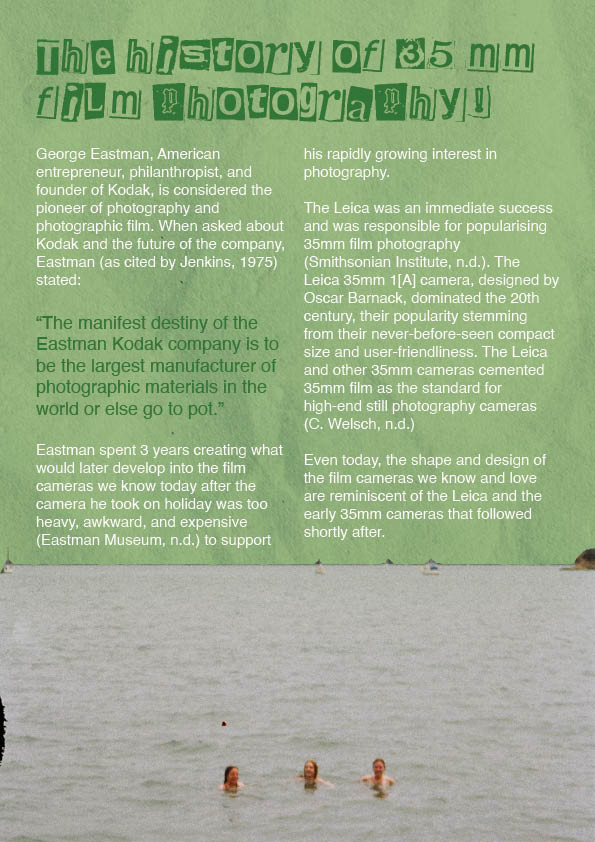 The history of 35 mm
film photography!
George Eastman, American
entrepreneur, philanthropist, and
founder of Kodak, is considered the
pioneer of photography and
photographic film. When asked about
Kodak and the future of the company,
Eastman (as cited by Jenkins, 1975)
stated:
“The manifest destiny of the
Eastman Kodak company is to
be the largest manufacturer of
photographic materials in the
world or else go to pot.”
Eastman spent 3 years creating what
would later develop into the film
cameras we know today after the
camera he took on holiday was too
heavy, awkward, and expensive
(Eastman Museum, n.d.) to support
his rapidly growing interest in
photography.
The Leica was an immediate success
and was responsible for popularising
35mm film photography
(Smithsonian Institute, n.d.). The
Leica 35mm 1[A] camera, designed by
Oscar Barnack, dominated the 20th
century, their popularity stemming
from their never-before-seen compact
size and user-friendliness. The Leica
and other 35mm cameras cemented
35mm film as the standard for
high-end still photography cameras
(C. Welsch, n.d.)
Even today, the shape and design of
the film cameras we know and love
are reminiscent of the Leica and the
early 35mm cameras that followed
shortly after.